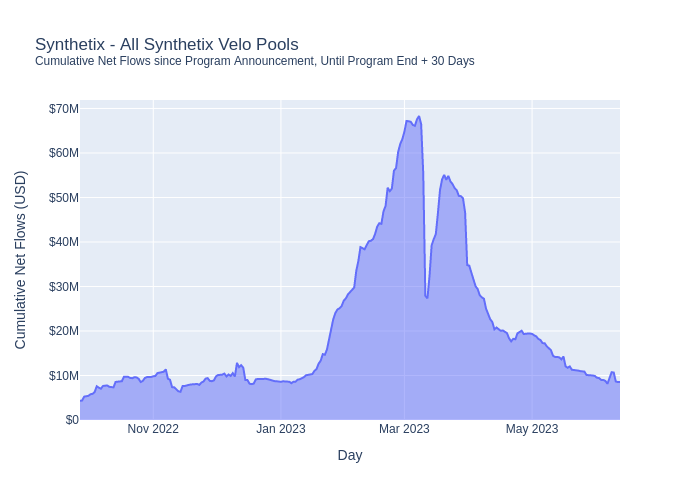 Synthetix - All Synthetix Velo Pools
Cumulative Net Flows since Program Announcement, Until Program End + 30 Days
Cumulative Net Flows (USD)
$70M
$60M
$50M
$40M
$30M
$20M
$10M
$0
Nov 2022
Jan 2023
Mar 2023
May 2023
Day